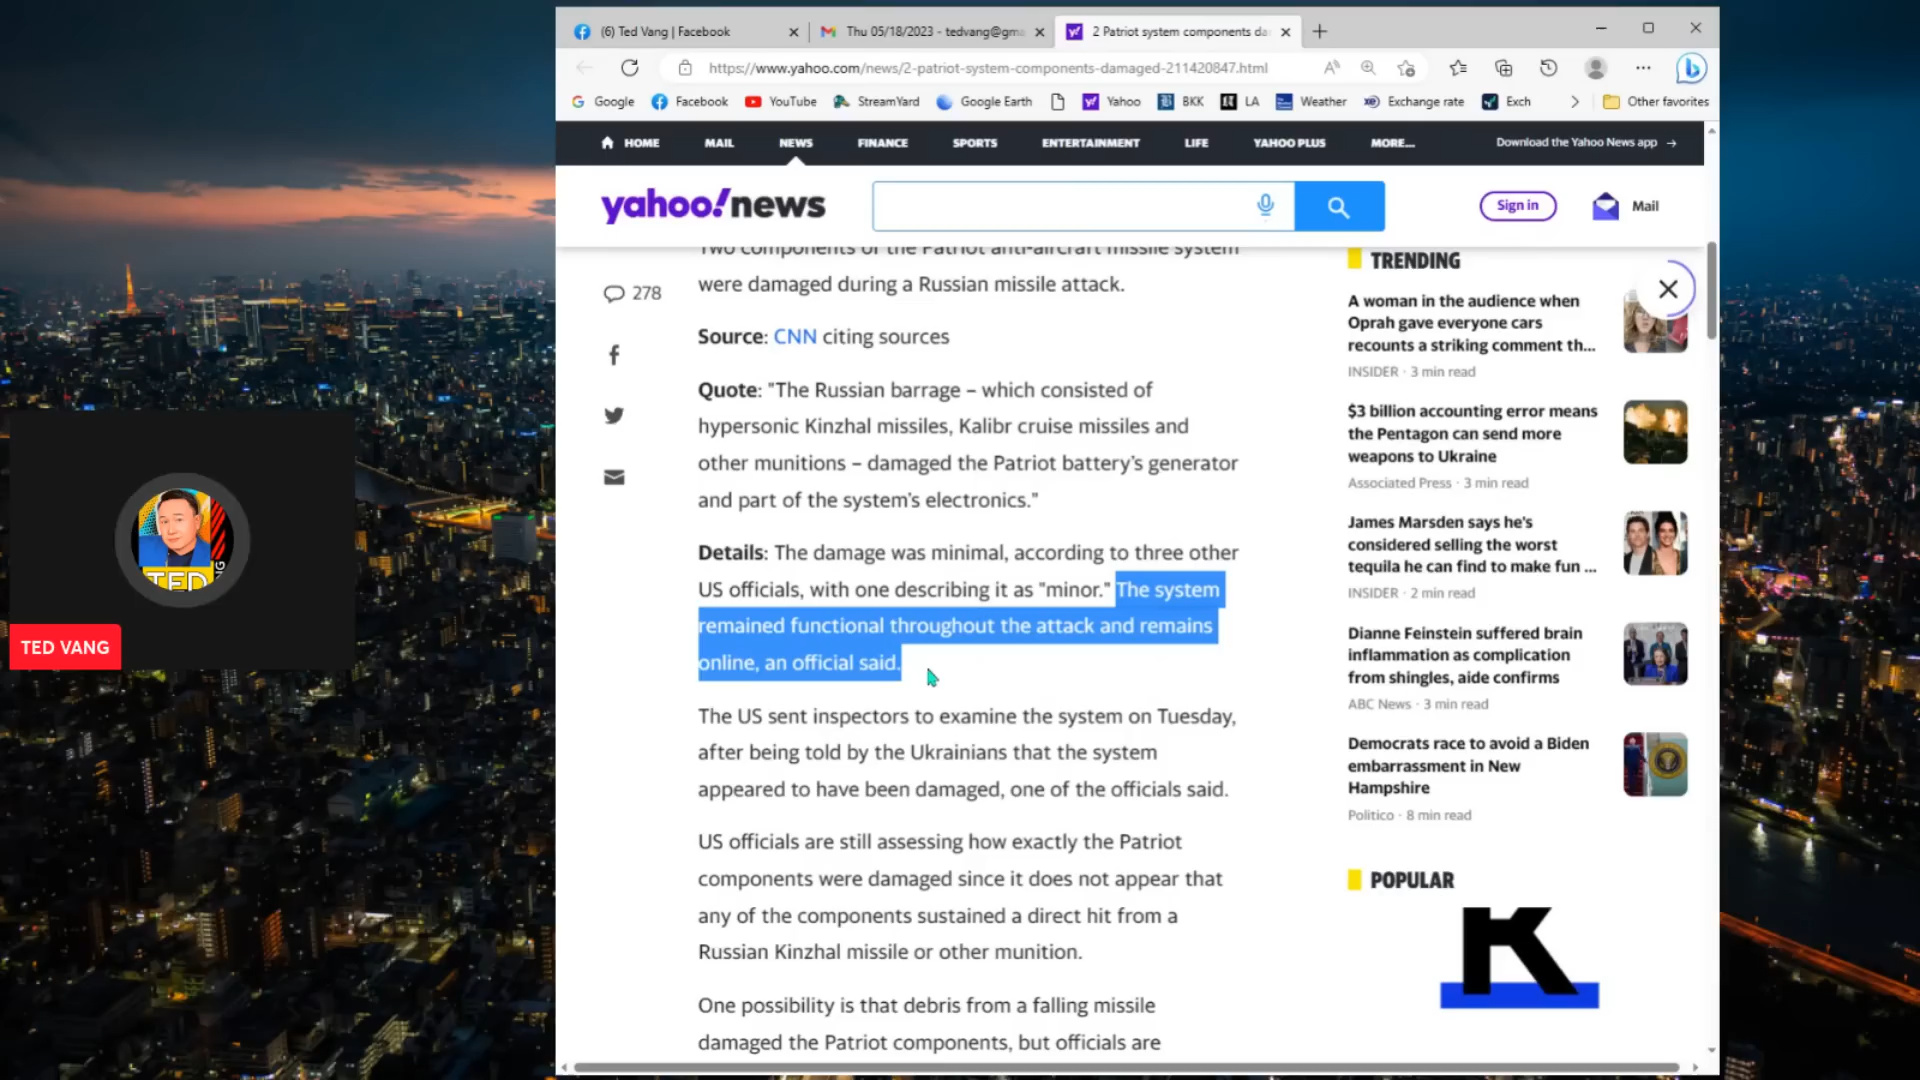 (6) Ted Vang | Facebook
Thu 05/18/2023 - tedvang@gma
2 Patriot system components da
https://www.yahoo.com/news/2-patriot-system-components-damaged-211420847.html
Google
Facebook
YouTube
StreamYard
Google Earth
Yahoo
BKK
LA
Weather
Exchange rate
Exch
Other favorites
HOME
MAIL
NEWS
FINANCE
SPORTS
ENTERTAINMENT
LIFE
YAHOO PLUS
MORE...
Download the Yahoo News app →
yahoo!news
Sign in
Mail
278
Two components of the Patriot anti-aircraft missile system
were damaged during a Russian missile attack.
Source: CNN citing sources
Quote: "The Russian barrage – which consisted of
hypersonic Kinzhal missiles, Kalibr cruise missiles and
other munitions – damaged the Patriot battery's generator
and part of the system's electronics."
Details: The damage was minimal, according to three other
US officials, with one describing it as "minor." The system
remained functional throughout the attack and remains
online, an official said.
The US sent inspectors to examine the system on Tuesday,
after being told by the Ukrainians that the system
appeared to have been damaged, one of the officials said.
US officials are still assessing how exactly the Patriot
components were damaged since it does not appear that
any of the components sustained a direct hit from a
Russian Kinzhal missile or other munition.
One possibility is that debris from a falling missile
damaged the Patriot components, but officials are
TRENDING
A woman in the audience when
Oprah gave everyone cars
recounts a striking comment th...
INSIDER · 3 min read
$3 billion accounting error means
the Pentagon can send more
weapons to Ukraine
Associated Press · 3 min read
James Marsden says he's
considered selling the worst
tequila he can find to make fun ...
INSIDER · 2 min read
Dianne Feinstein suffered brain
inflammation as complication
from shingles, aide confirms
ABC News · 3 min read
Democrats race to avoid a Biden
embarrassment in New
Hampshire
Politico · 8 min read
POPULAR
K
TED
TED VANG